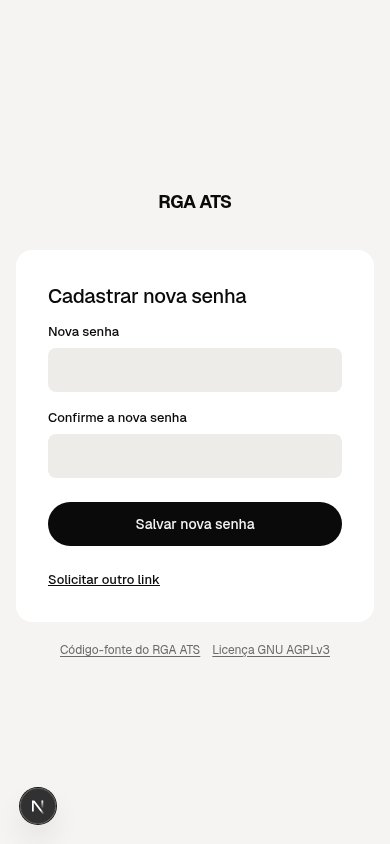 RGA ATS
Cadastrar nova senha
Nova senha
Confirme a nova senha
Salvar nova senha
Solicitar outro link
Código-fonte do RGA ATS Licença GNU AGPLv3
N